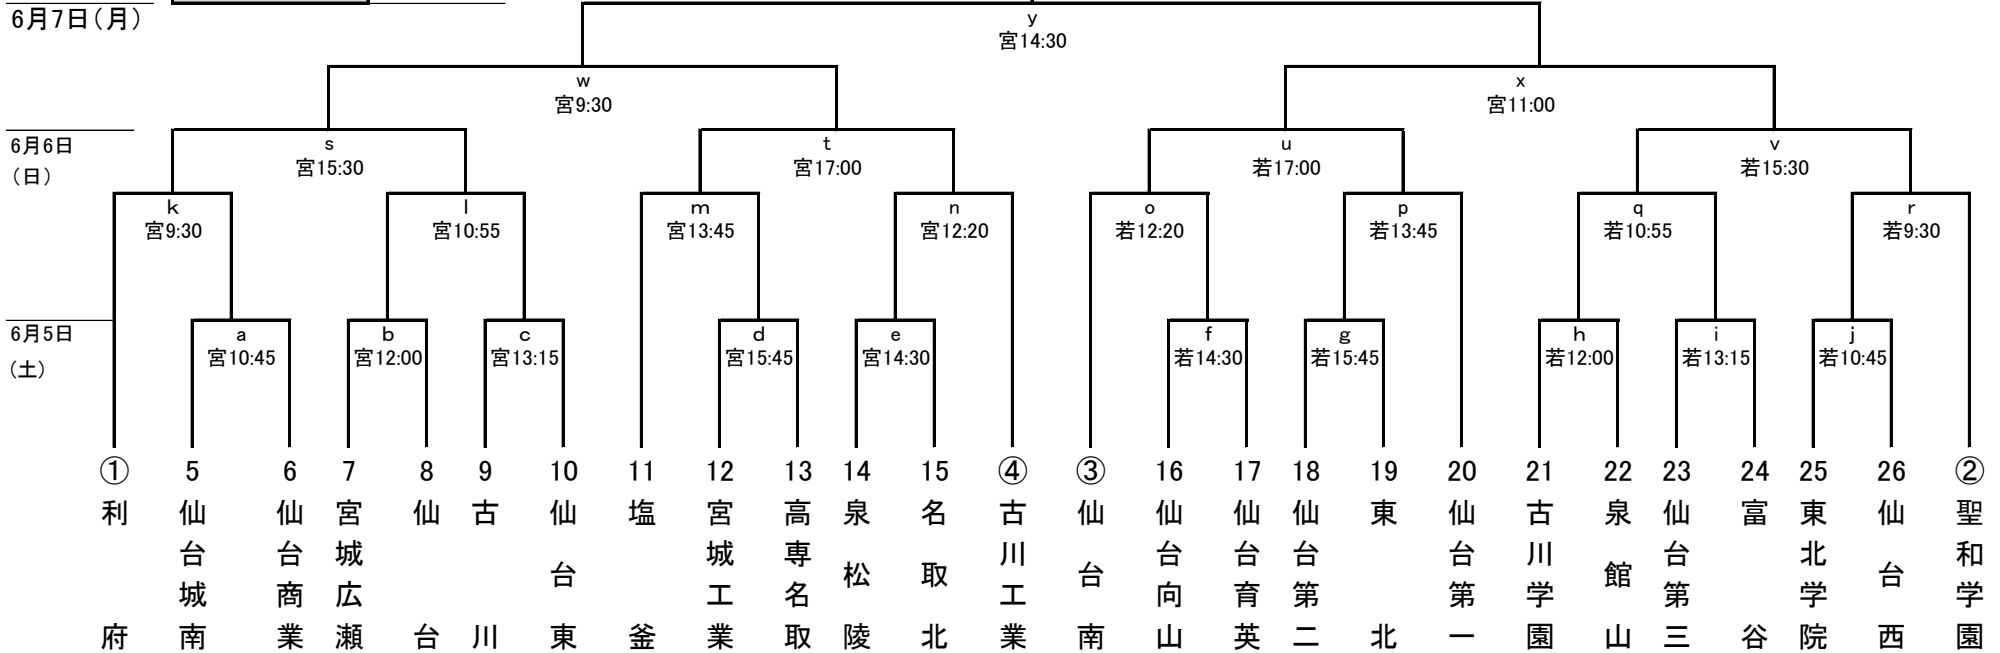 6月7日(月)
y
宮14:30
w
宮9:30
x
宮11:00
6月6日
(日)
s
宮15:30
t
宮17:00
u
若17:00
v
若15:30
k
宮9:30
l
宮10:55
m
宮13:45
n
宮12:20
o
若12:20
p
若13:45
q
若10:55
r
若9:30
6月5日
(土)
a
宮10:45
b
宮12:00
c
宮13:15
d
宮15:45
e
宮14:30
f
若14:30
g
若15:45
h
若12:00
i
若13:15
j
若10:45
① 利府
5 仙台城南
6 仙台商業
7 宮城広瀬
8 仙台
9 古川
10 仙台東
11 塩釜
12 宮城工業
13 高専名取
14 泉松陵
15 名取北
④ 古川工業
③ 仙台南
16 仙台向山
17 仙台育英
18 仙台第二
19 東北
20 仙台第一
21 古川学園
22 泉館山
23 仙台第三
24 富谷
25 東北学院
26 仙台西
② 聖和学園